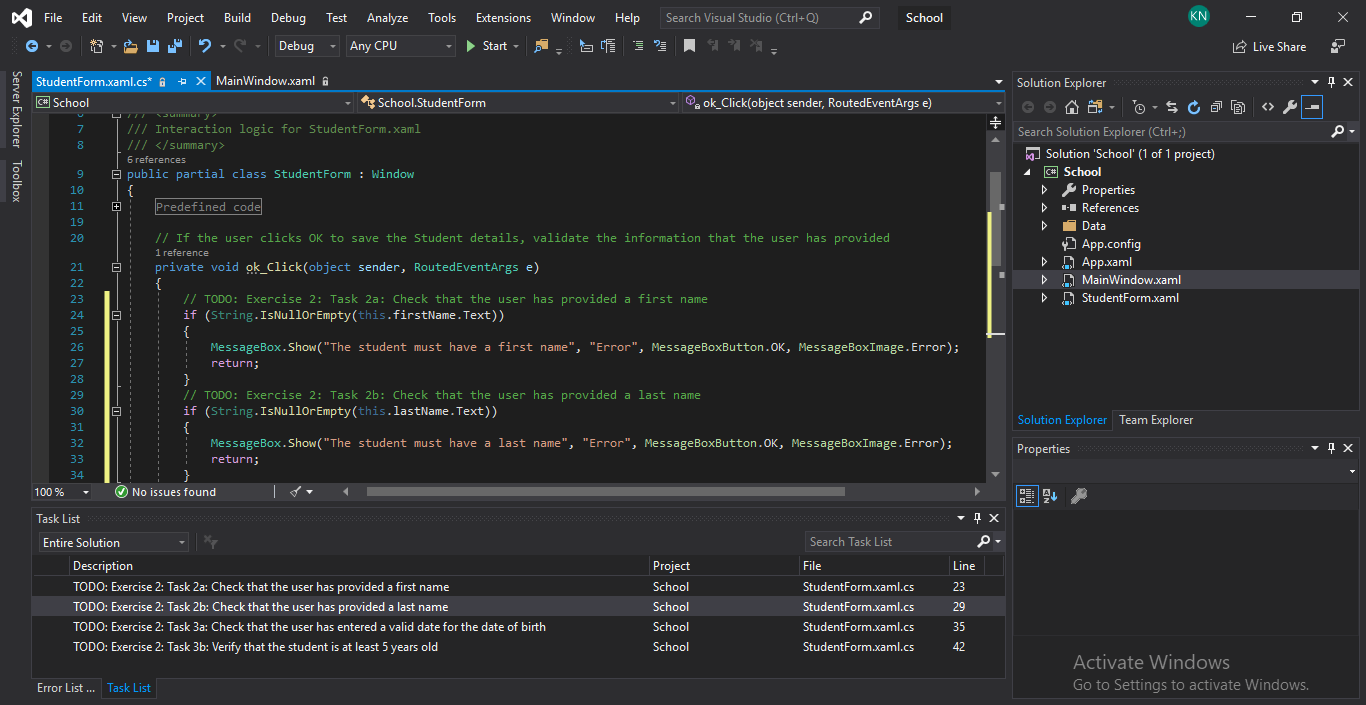 File Edit View Project Build Debug Test Analyze Tools Extensions Window Help Search Visual Studio (Ctrl+Q) School KN
Debug Any CPU Start Live Share
Server Explorer
Toolbox
StudentForm.xaml.cs* MainWindow.xaml
C# School School.StudentForm ok_Click(object sender, RoutedEventArgs e)
6 /// <summary>
7 /// Interaction logic for StudentForm.xaml
8 /// </summary>
6 references
9 public partial class StudentForm : Window
10 {
11 Predefined code
19
20 // If the user clicks OK to save the Student details, validate the information that the user has provided
1 reference
21 private void ok_Click(object sender, RoutedEventArgs e)
22 {
23 // TODO: Exercise 2: Task 2a: Check that the user has provided a first name
24 if (String.IsNullOrEmpty(this.firstName.Text))
25 {
26 MessageBox.Show("The student must have a first name", "Error", MessageBoxButton.OK, MessageBoxImage.Error);
27 return;
28 }
29 // TODO: Exercise 2: Task 2b: Check that the user has provided a last name
30 if (String.IsNullOrEmpty(this.lastName.Text))
31 {
32 MessageBox.Show("The student must have a last name", "Error", MessageBoxButton.OK, MessageBoxImage.Error);
33 return;
34 }
100 % No issues found
Task List
Entire Solution Search Task List
Description Project File Line
TODO: Exercise 2: Task 2a: Check that the user has provided a first name School StudentForm.xaml.cs 23
TODO: Exercise 2: Task 2b: Check that the user has provided a last name School StudentForm.xaml.cs 29
TODO: Exercise 2: Task 3a: Check that the user has entered a valid date for the date of birth School StudentForm.xaml.cs 35
TODO: Exercise 2: Task 3b: Verify that the student is at least 5 years old School StudentForm.xaml.cs 42
Error List ... Task List
Solution Explorer
Search Solution Explorer (Ctrl+;)
Solution 'School' (1 of 1 project)
C# School
Properties
References
Data
App.config
App.xaml
MainWindow.xaml
StudentForm.xaml
Solution Explorer Team Explorer
Properties
Activate Windows
Go to Settings to activate Windows.